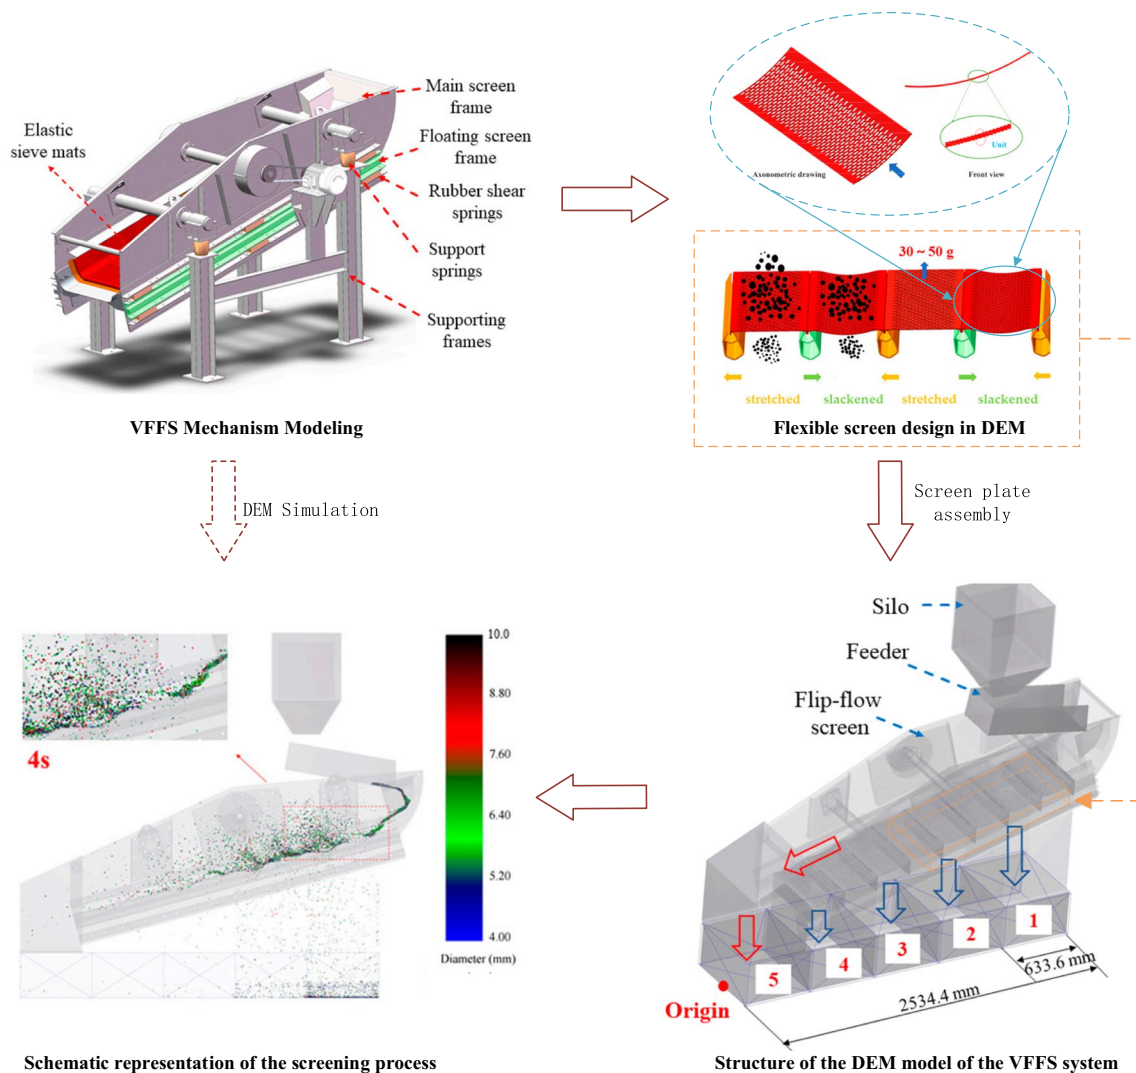 Main screen
frame
Elastic
sieve mats
Floating screen
frame
Rubber shear
springs
Support
springs
Supporting
frames
VFFS Mechanism Modeling
Axonometric drawing
Unit
Front view
30 ~ 50 g
stretched
slackened
stretched
slackened
Flexible screen design in DEM
DEM Simulation
Screen plate
assembly
4s
10.0
8.80
7.60
6.40
5.20
4.00
Diameter (mm)
Schematic representation of the screening process
Silo
Feeder
Flip-flow
screen
1
2
3
4
5
633.6 mm
2534.4 mm
Origin
Structure of the DEM model of the VFFS system